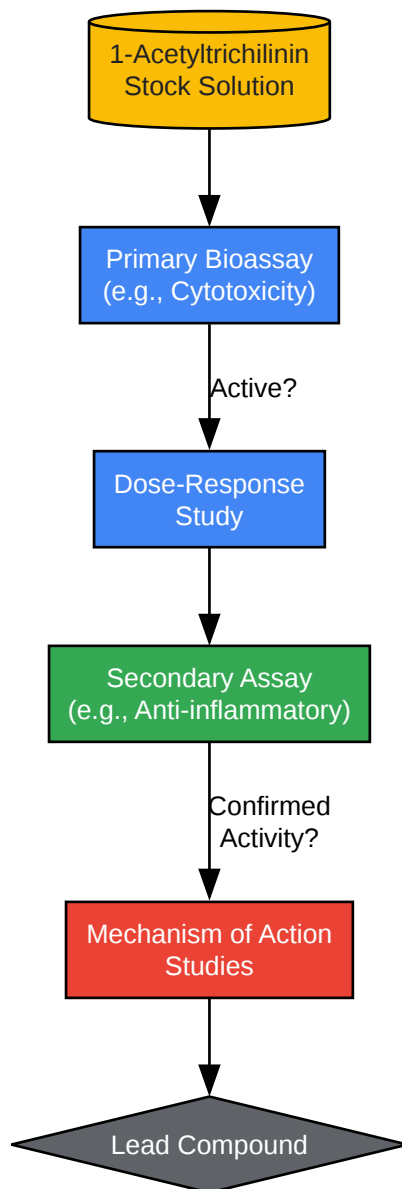 1-Acetyltrichilinin
Stock Solution
Primary Bioassay
(e.g., Cytotoxicity)
Active?
Dose-Response
Study
Secondary Assay
(e.g., Anti-inflammatory)
Confirmed
Activity?
Mechanism of Action
Studies
Lead Compound